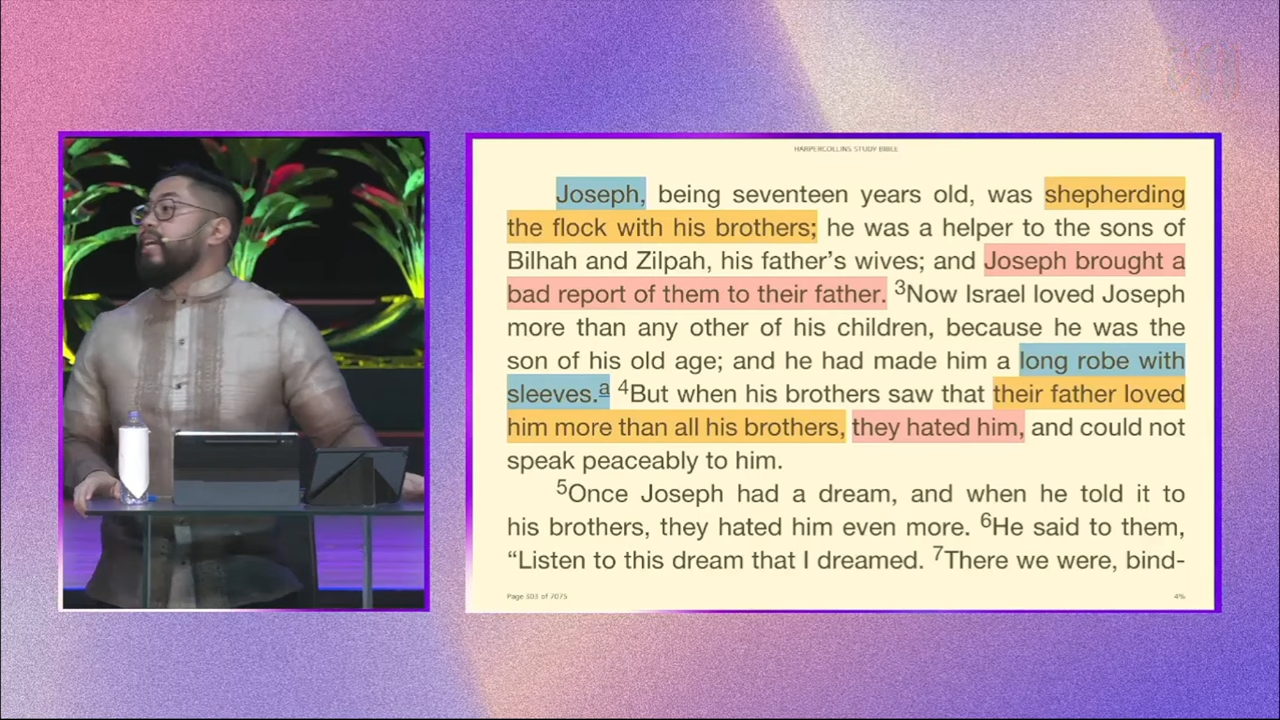 HARPERCOLLINS STUDY BIBLE
Joseph, being seventeen years old, was shepherding
the flock with his brothers; he was a helper to the sons of
Bilhah and Zilpah, his father’s wives; and Joseph brought a
bad report of them to their father. ³Now Israel loved Joseph
more than any other of his children, because he was the
son of his old age; and he had made him a long robe with
sleeves.ª ⁴But when his brothers saw that their father loved
him more than all his brothers, they hated him, and could not
speak peaceably to him.
⁵Once Joseph had a dream, and when he told it to
his brothers, they hated him even more. ⁶He said to them,
“Listen to this dream that I dreamed. ⁷There we were, bind-
Page 303 of 7075
4%